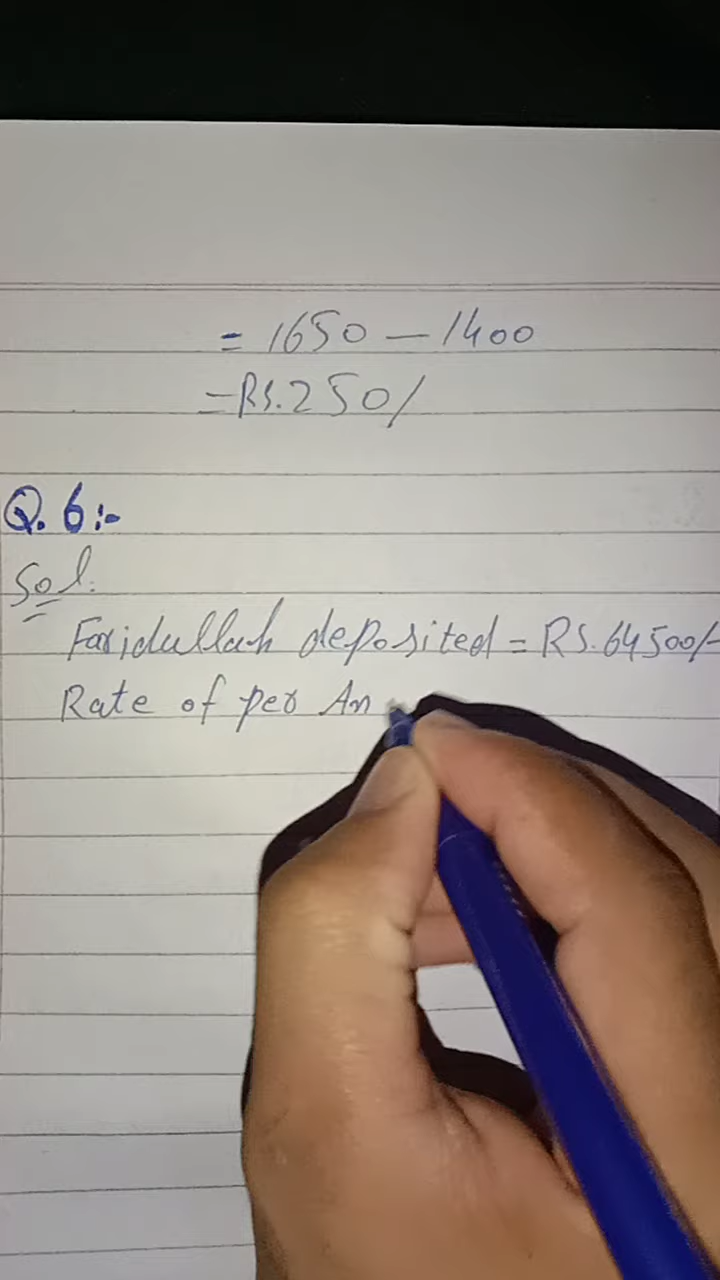 = 1650 — 1400
= Rs. 250/
Q. 6:-
Sol.
Faridullah deposited = RS. 64500/-
Rate of per An